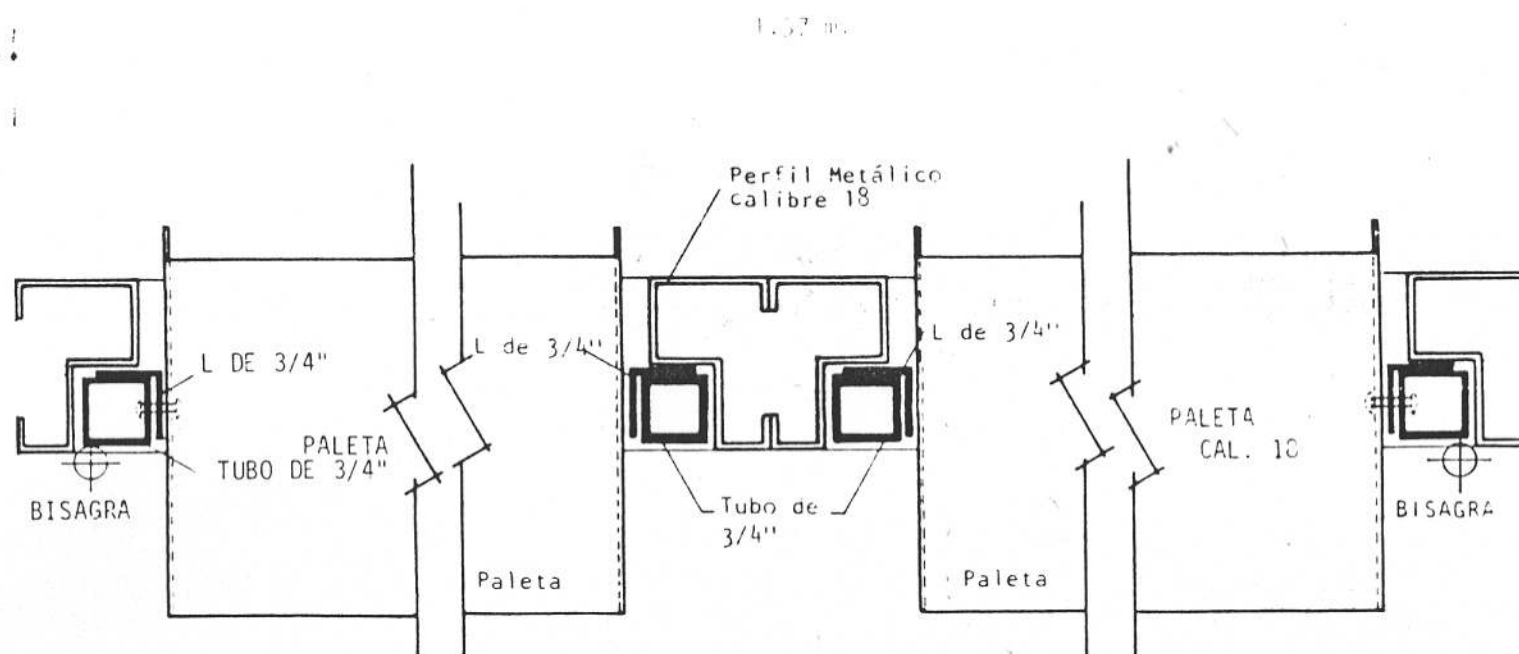 Perfil Metálico
calibre 18
L DE 3/4"
L de 3/4"
L de 3/4"
PALETA
TUBO DE 3/4"
PALETA
CAL. 18
BISAGRA
Tubo de
3/4"
BISAGRA
Paleta
Paleta